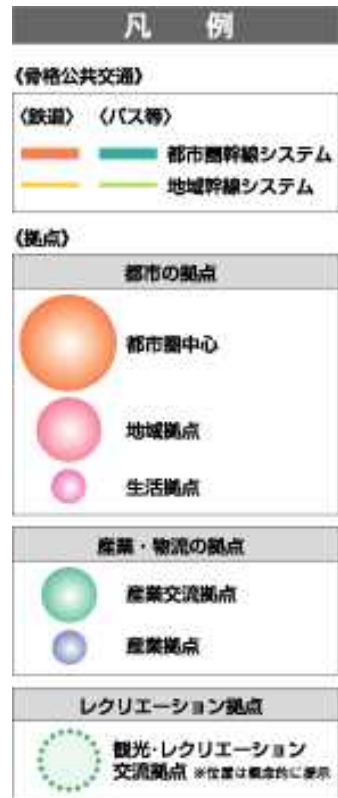 凡 例
《骨格公共交通》
〈鉄道〉 〈バス等〉
都市圏幹線システム
地域幹線システム
《拠点》
都市の拠点
都市圏中心
地域拠点
生活拠点
産業・物流の拠点
産業交流拠点
産業拠点
レクリエーション拠点
観光・レクリエーション
交流拠点 ※位置は概念的に提示